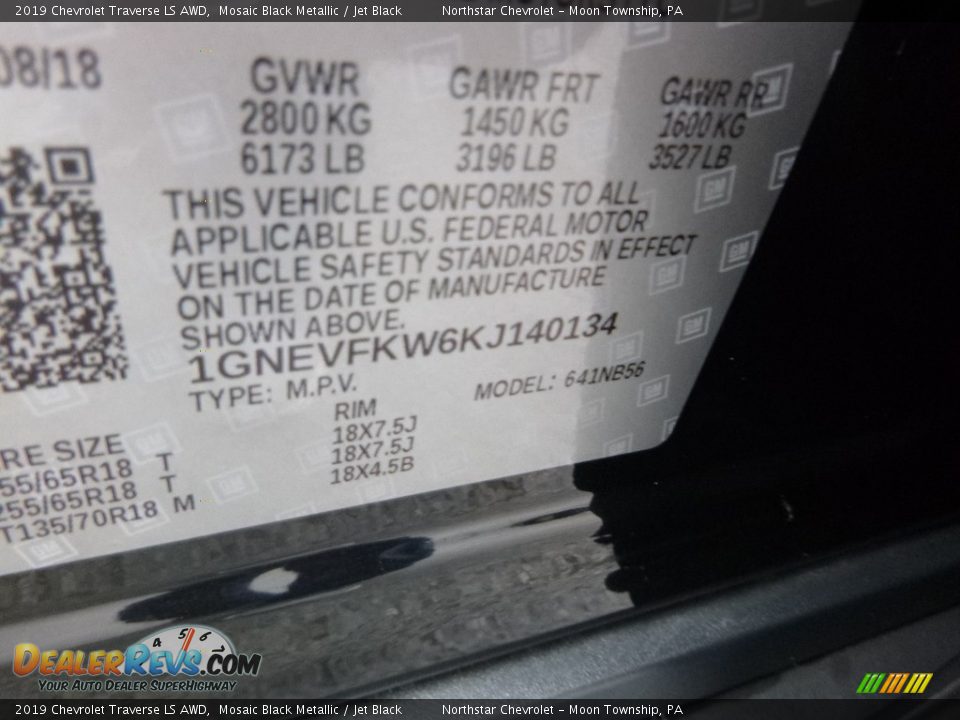 2019 Chevrolet Traverse LS AWD, Mosaic Black Metallic / Jet Black Northstar Chevrolet - Moon Township, PA
08/18
GVWR GAWR FRT GAWR RR
2800 KG 1450 KG 1600 KG
6173 LB 3196 LB 3527 LB
THIS VEHICLE CONFORMS TO ALL
APPLICABLE U.S. FEDERAL MOTOR
VEHICLE SAFETY STANDARDS IN EFFECT
ON THE DATE OF MANUFACTURE
SHOWN ABOVE.
1GNEVFKW6KJ140134
TYPE: M.P.V. MODEL: 641NB56
RE SIZE RIM
55/65R18 T 18X7.5J
255/65R18 T 18X7.5J
T135/70R18 M 18X4.5B
4 5 6
DEALERREVS.COM
YOUR AUTO DEALER SUPERHIGHWAY
2019 Chevrolet Traverse LS AWD, Mosaic Black Metallic / Jet Black Northstar Chevrolet - Moon Township, PA